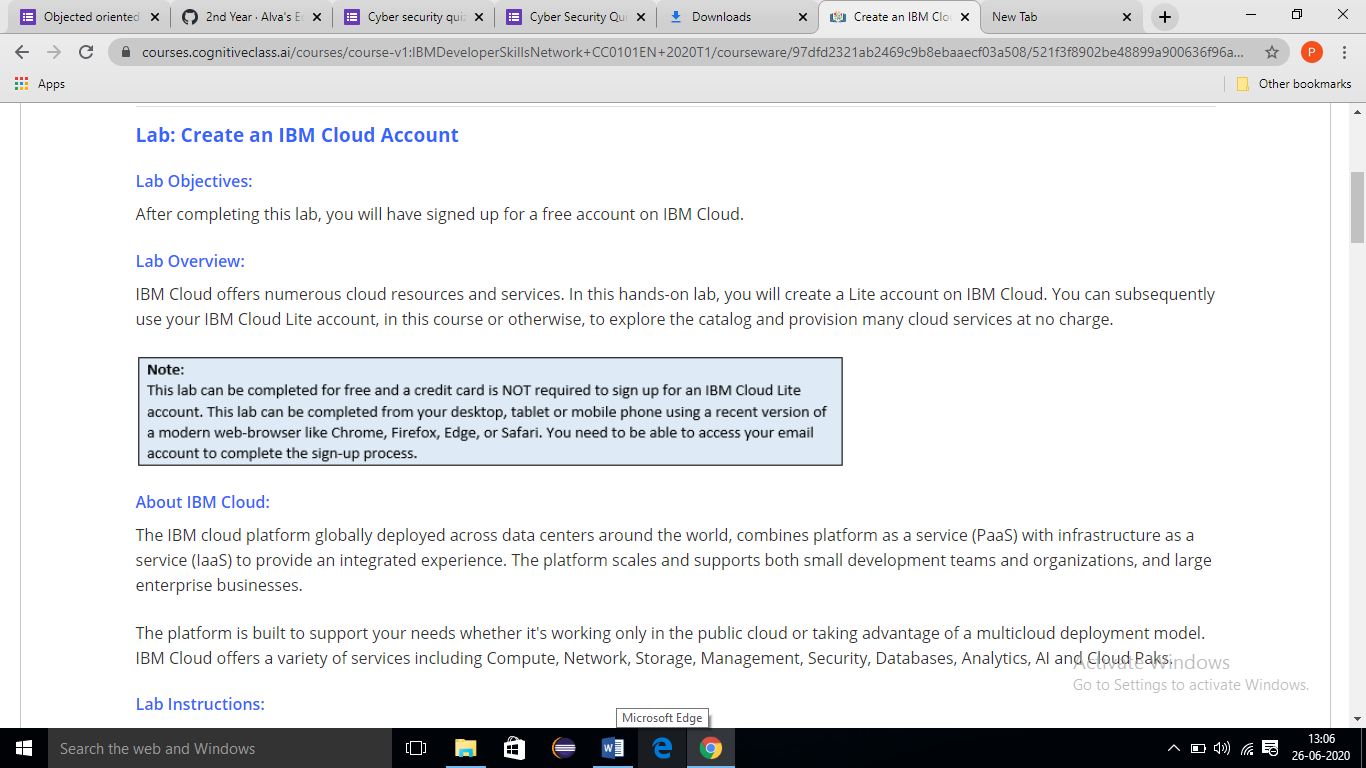 Objected oriented
2nd Year · Alva's E
Cyber security qui
Cyber Security Qu
Downloads
Create an IBM Clo
New Tab
courses.cognitiveclass.ai/courses/course-v1:IBMDeveloperSkillsNetwork+CC0101EN+2020T1/courseware/97dfd2321ab2469c9b8ebaaecf03a508/521f3f8902be48899a900636f96a...
P
Apps
Other bookmarks
Lab: Create an IBM Cloud Account
Lab Objectives:
After completing this lab, you will have signed up for a free account on IBM Cloud.
Lab Overview:
IBM Cloud offers numerous cloud resources and services. In this hands-on lab, you will create a Lite account on IBM Cloud. You can subsequently
use your IBM Cloud Lite account, in this course or otherwise, to explore the catalog and provision many cloud services at no charge.
Note:
This lab can be completed for free and a credit card is NOT required to sign up for an IBM Cloud Lite
account. This lab can be completed from your desktop, tablet or mobile phone using a recent version of
a modern web-browser like Chrome, Firefox, Edge, or Safari. You need to be able to access your email
account to complete the sign-up process.
About IBM Cloud:
The IBM cloud platform globally deployed across data centers around the world, combines platform as a service (PaaS) with infrastructure as a
service (IaaS) to provide an integrated experience. The platform scales and supports both small development teams and organizations, and large
enterprise businesses.
The platform is built to support your needs whether it's working only in the public cloud or taking advantage of a multicloud deployment model.
IBM Cloud offers a variety of services including Compute, Network, Storage, Management, Security, Databases, Analytics, AI and Cloud Paks.
Activate Windows
Go to Settings to activate Windows.
Lab Instructions:
Microsoft Edge
Search the web and Windows
13:06
26-06-2020